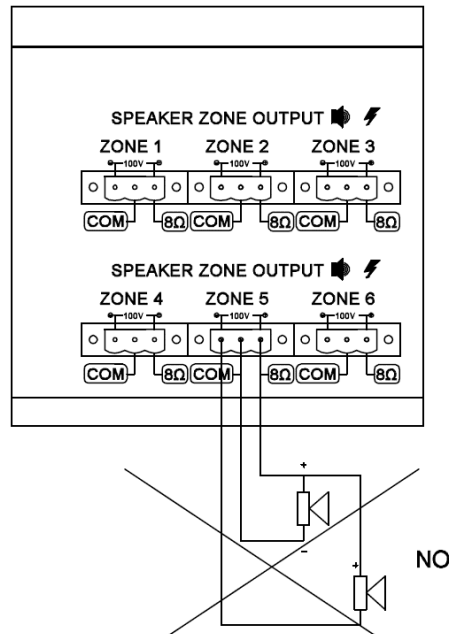 SPEAKER ZONE OUTPUT
ZONE 1 ZONE 2 ZONE 3
100V 100V 100V
COM 8Ω COM 8Ω COM 8Ω
SPEAKER ZONE OUTPUT
ZONE 4 ZONE 5 ZONE 6
100V 100V 100V
COM 8Ω COM 8Ω COM 8Ω
+
-
NO
+